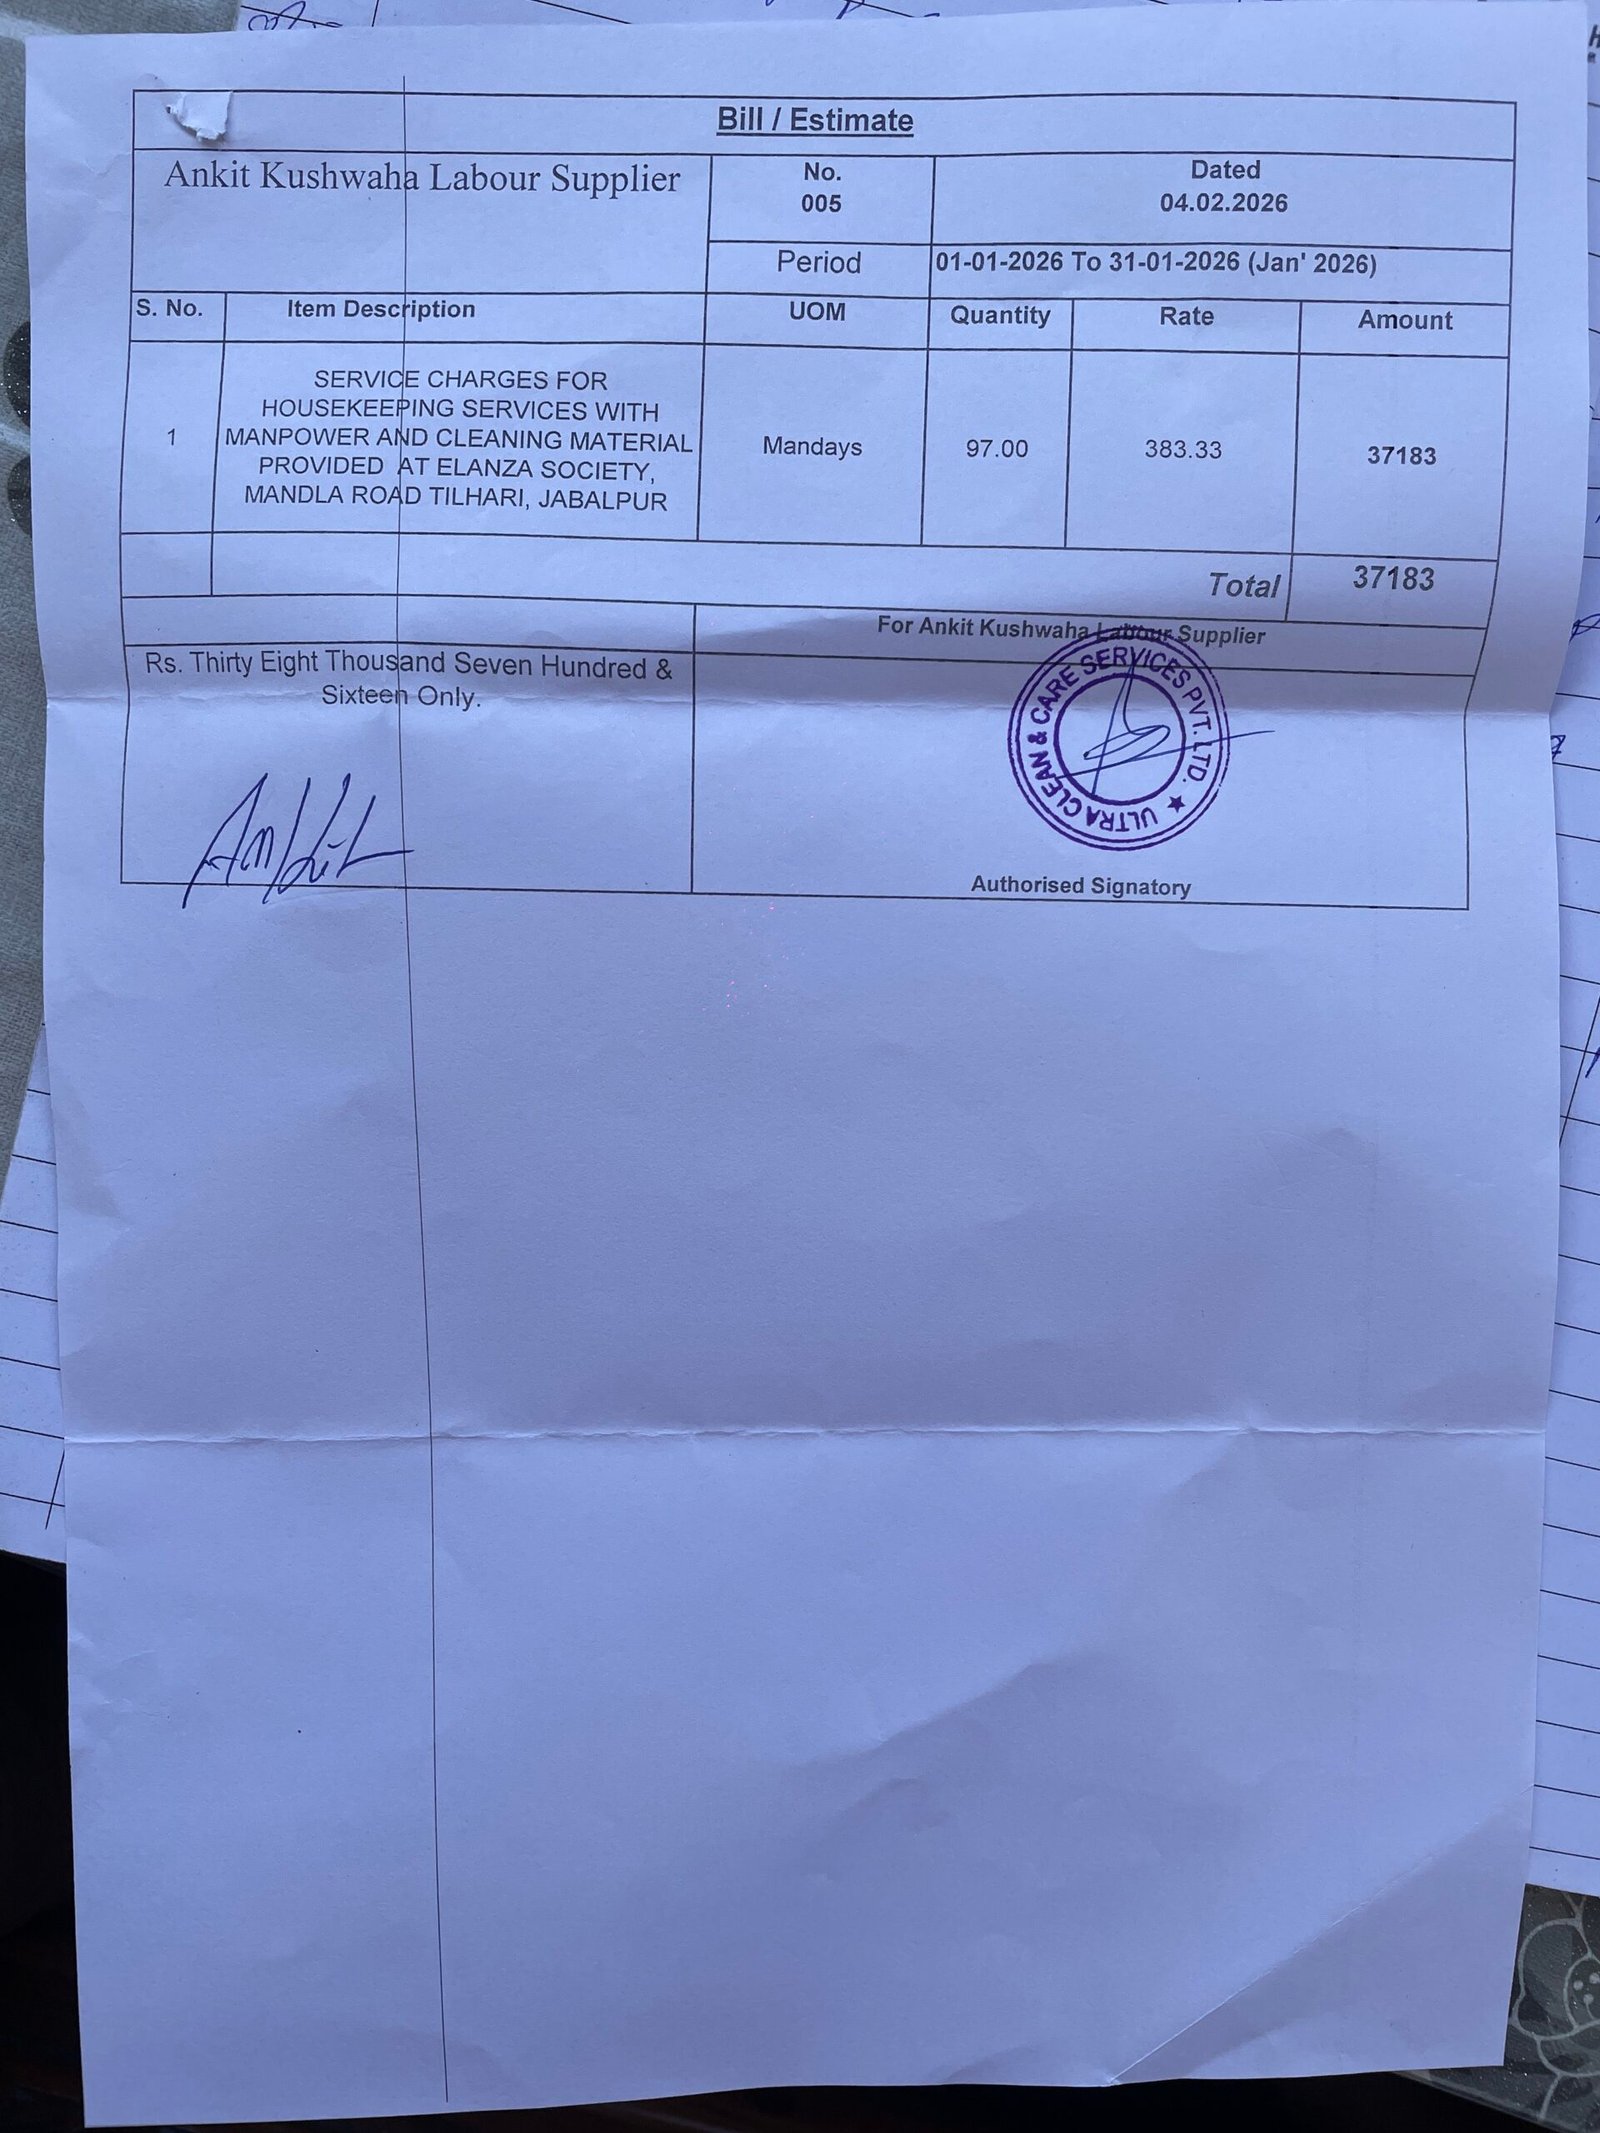 Bill / Estimate
Ankit Kushwaha Labour Supplier
No.
005
Dated
04.02.2026
Period
01-01-2026 To 31-01-2026 (Jan' 2026)
S. No. Item Description UOM Quantity Rate Amount
SERVICE CHARGES FOR
HOUSEKEEPING SERVICES WITH
1 MANPOWER AND CLEANING MATERIAL Mandays 97.00 383.33 37183
PROVIDED AT ELANZA SOCIETY,
MANDLA ROAD TILHARI, JABALPUR
Total 37183
For Ankit Kushwaha Labour Supplier
Rs. Thirty Eight Thousand Seven Hundred &
Sixteen Only.
Ankit
ULTRA CLEAN & CARE SERVICES PVT. LTD. ★
Authorised Signatory